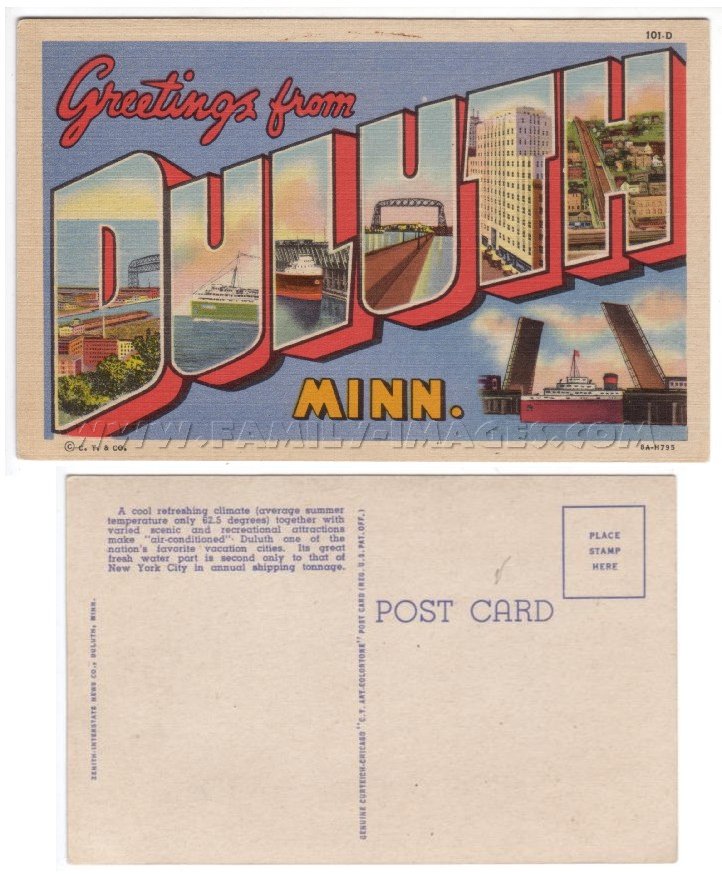 101-D
Greetings from
DULUTH
MINN.
© C. T. & CO.
8A-H795
WWW.FAMILY-IMAGES.COM
A cool refreshing climate (average summer
temperature only 62.5 degrees) together with
varied scenic and recreational attractions
make "air-conditioned" Duluth one of the
nation's favorite vacation cities. Its great
fresh water port is second only to that of
New York City in annual shipping tonnage.
ZENITH-INTERSTATE NEWS CO., DULUTH, MINN.
GENUINE CURTEICH-CHICAGO "C. T. ART-COLORTONE" POST CARD (REG. U. S. PAT. OFF.)
POST CARD
PLACE
STAMP
HERE